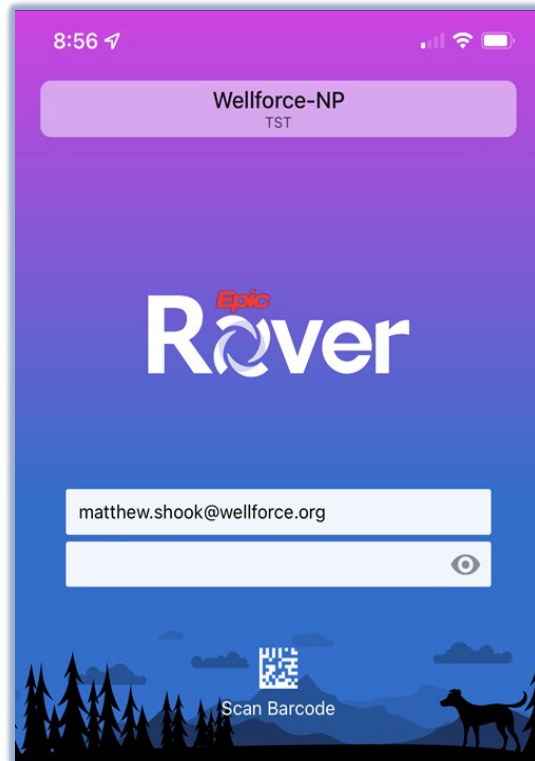 8:56
Wellforce-NP
TST
Epic
Rover
matthew.shook@wellforce.org
Scan Barcode